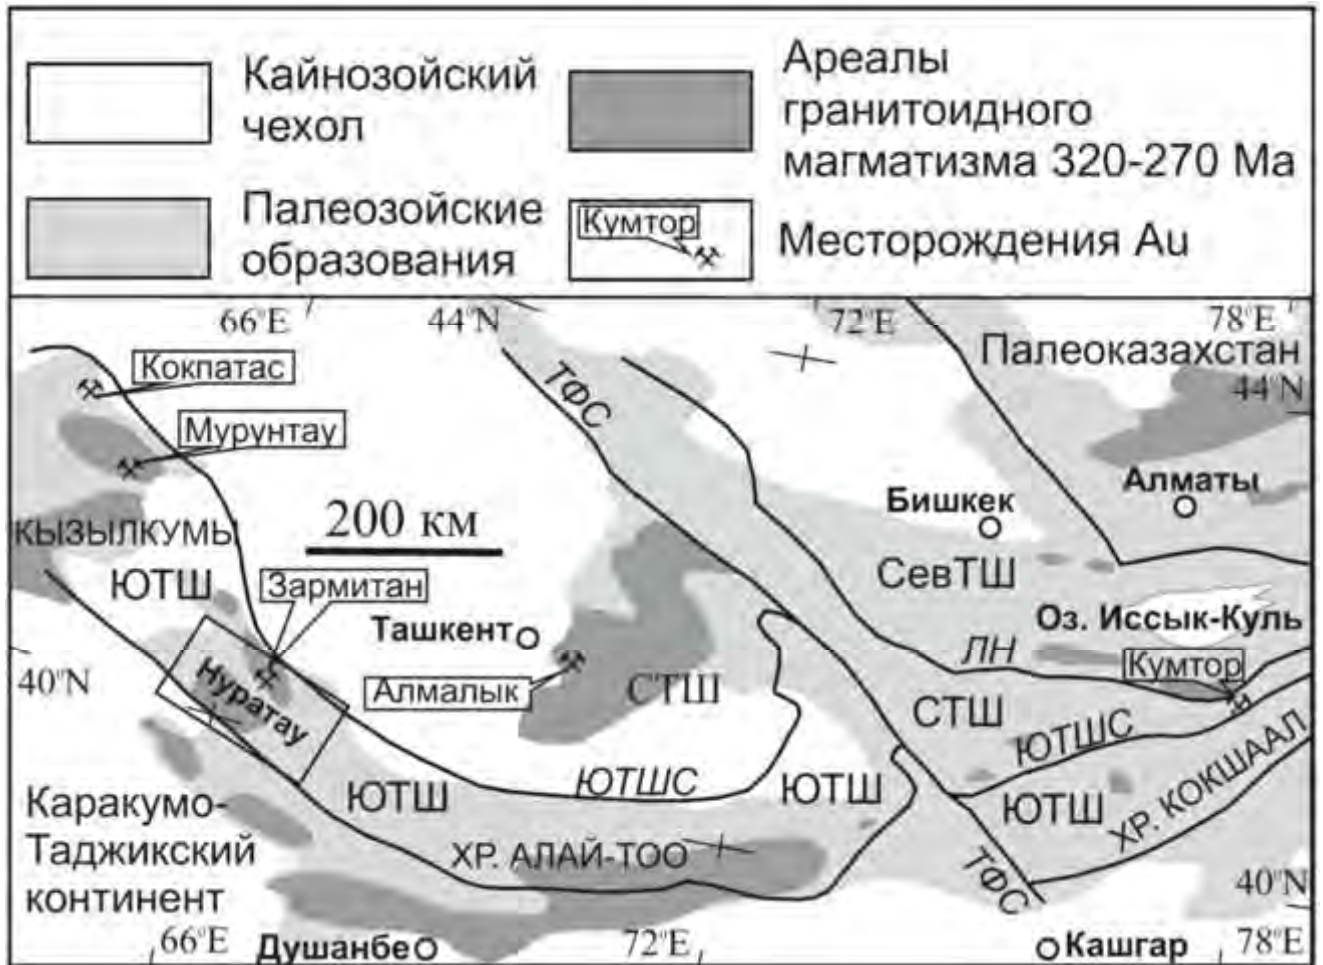 Кайнозойский
чехол
Ареалы
гранитоидного
магматизма 320-270 Ma
Палеозойские
образования
Кумтор
Месторождения Au
66°E
44°N
72°E
78°E
Палеоказахстан
44°N
Кокпатас
ТФС
Мурунтау
Алматы
Бишкек
200 км
КЫЗЫЛКУМЫ
ЮТШ
Зармитан
СевТШ
Ташкент
Оз. Иссык-Куль
ЛН
Кумтор
40°N
Нуратау
Алмалык
СТШ
СТШ
ЮТШС
ЮТШС
ЮТШ
ЮТШ
ЮТШ
ХР. КОКШААЛ
Каракумо-
Таджикский
континент
ХР. АЛАЙ-ТОО
ТФС
40°N
66°E
Душанбе
72°E
Кашгар
78°E